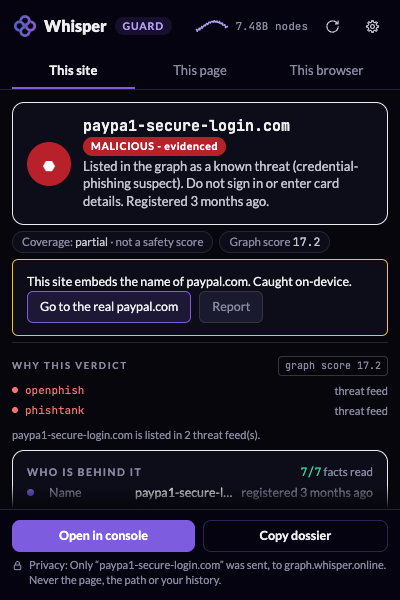 Whisper GUARD 7.48B nodes
This site This page This browser
paypa1-secure-login.com
MALICIOUS - evidenced
Listed in the graph as a known threat (credential-
phishing suspect). Do not sign in or enter card
details. Registered 3 months ago.
Coverage: partial · not a safety score Graph score 17.2
This site embeds the name of paypal.com. Caught on-device.
Go to the real paypal.com Report
WHY THIS VERDICT graph score 17.2
openphish threat feed
phishtank threat feed
paypa1-secure-login.com is listed in 2 threat feed(s).
WHO IS BEHIND IT 7/7 facts read
Name paypa1-secure-l... registered 3 months ago
Open in console Copy dossier
Privacy: Only “paypa1-secure-login.com” was sent, to graph.whisper.online.
Never the page, the path or your history.